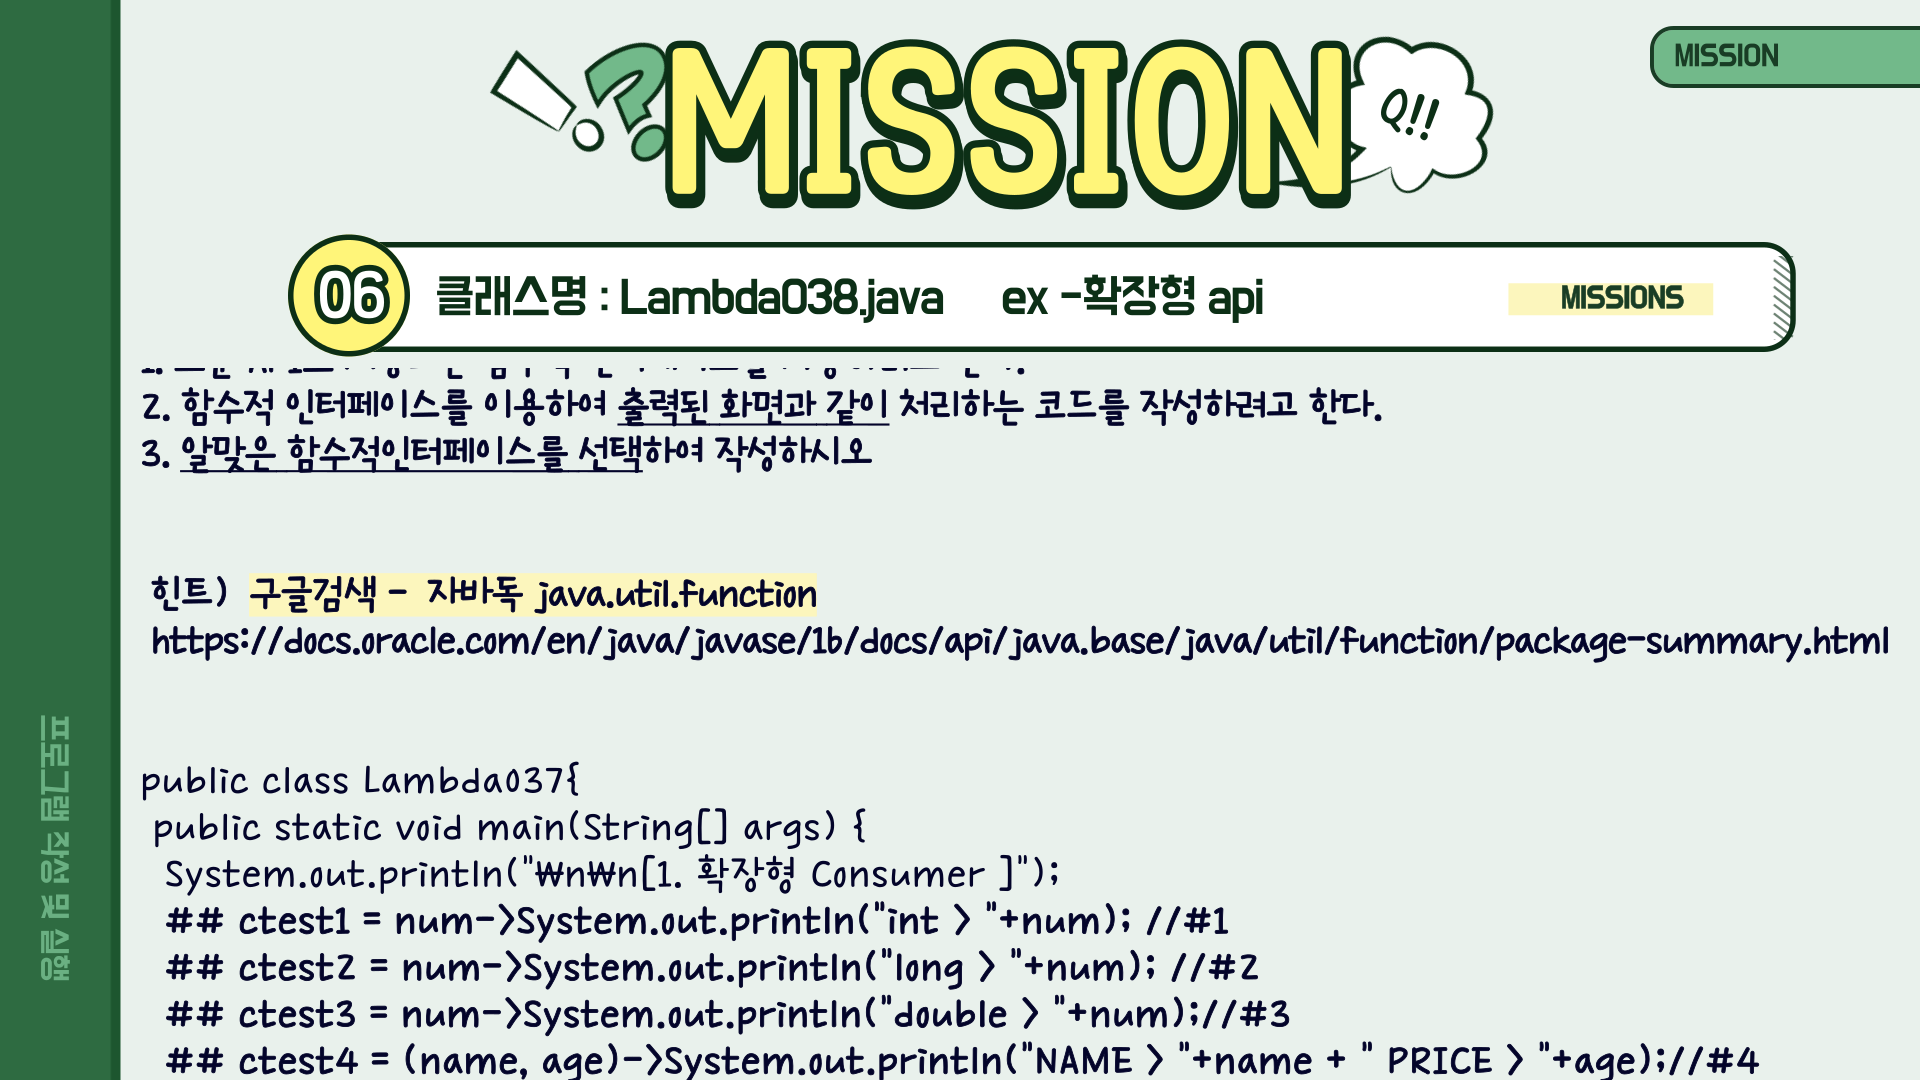 MISSION
MISSION
Q!!
06
클래스명 : Lambda038.java ex -확장형 api
MISSIONS
2. 함수적 인터페이스를 이용하여 출력된 화면과 같이 처리하는 코드를 작성하려고 한다.
3. 알맞은 함수적인터페이스를 선택하여 작성하시오
힌트) 구글검색 - 자바독 java.util.function
https://docs.oracle.com/en/java/javase/16/docs/api/java.base/java/util/function/package-summary.html
public class Lambda037{
public static void main(String[] args) {
System.out.println("₩n₩n[1. 확장형 Consumer ]");
## ctest1 = num->System.out.println("int > "+num); //#1
## ctest2 = num->System.out.println("long > "+num); //#2
## ctest3 = num->System.out.println("double > "+num);//#3
## ctest4 = (name, age)->System.out.println("NAME > "+name + " PRICE > "+age);//#4
프로그램 작성 및 실행